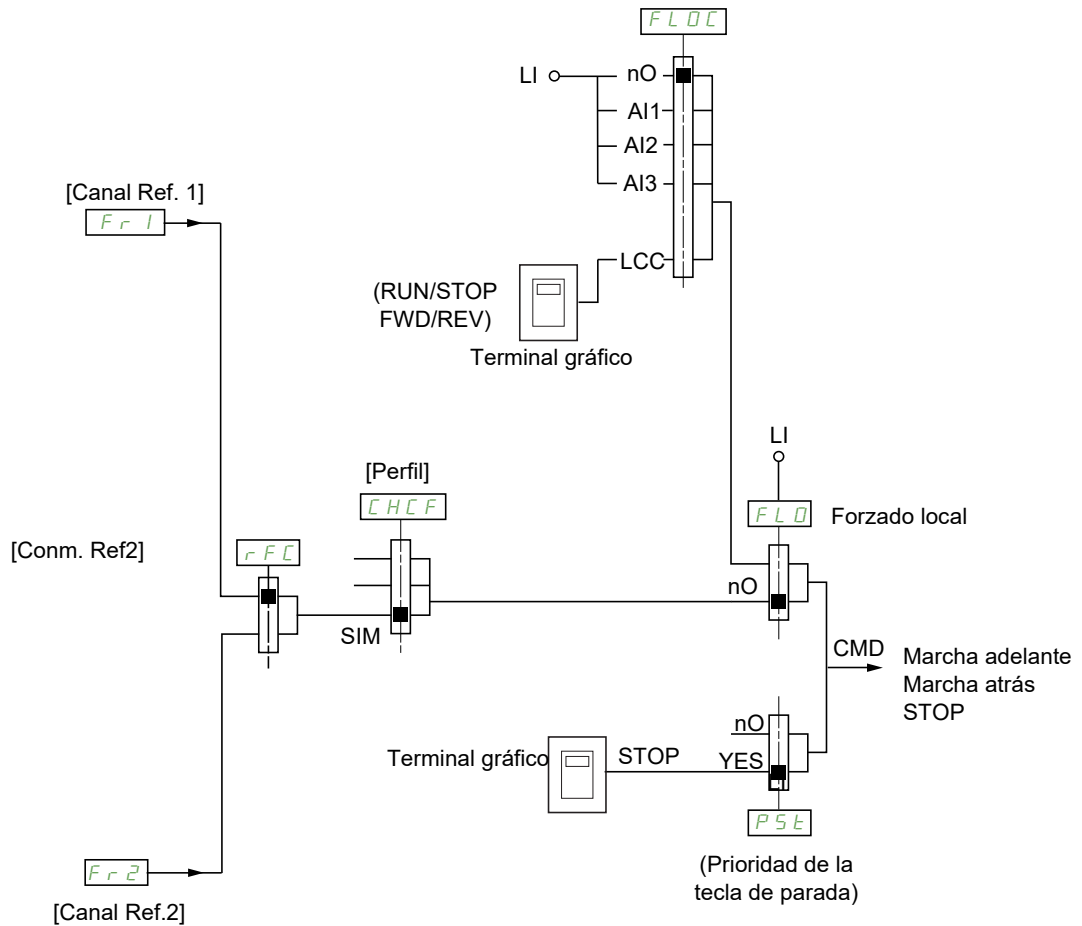 FLOC
LI
nO
AI1
AI2
AI3
LCC
[Canal Ref. 1]
Fr1
(RUN/STOP
FWD/REV)
Terminal gráfico
LI
[Perfil]
CHCF
FLO
Forzado local
[Conm. Ref2]
rFC
nO
SIM
CMD
Marcha adelante
Marcha atrás
STOP
nO
Terminal gráfico
STOP
YES
PSt
(Prioridad de la
tecla de parada)
Fr2
[Canal Ref.2]